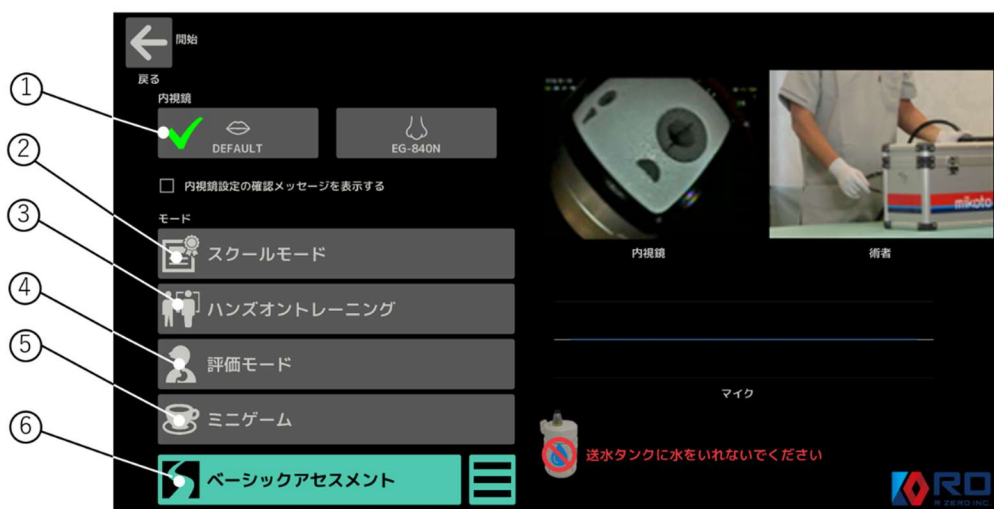 開始
戻る
内視鏡
DEFAULT
EG-840N
内視鏡設定の確認メッセージを表示する
モード
スクールモード
ハンズオントレーニング
評価モード
ミニゲーム
ベーシックアセスメント
①
②
③
④
⑤
⑥
mikoto
内視鏡
術者
マイク
送水タンクに水をいれないでください
RO
R ZERO INC.